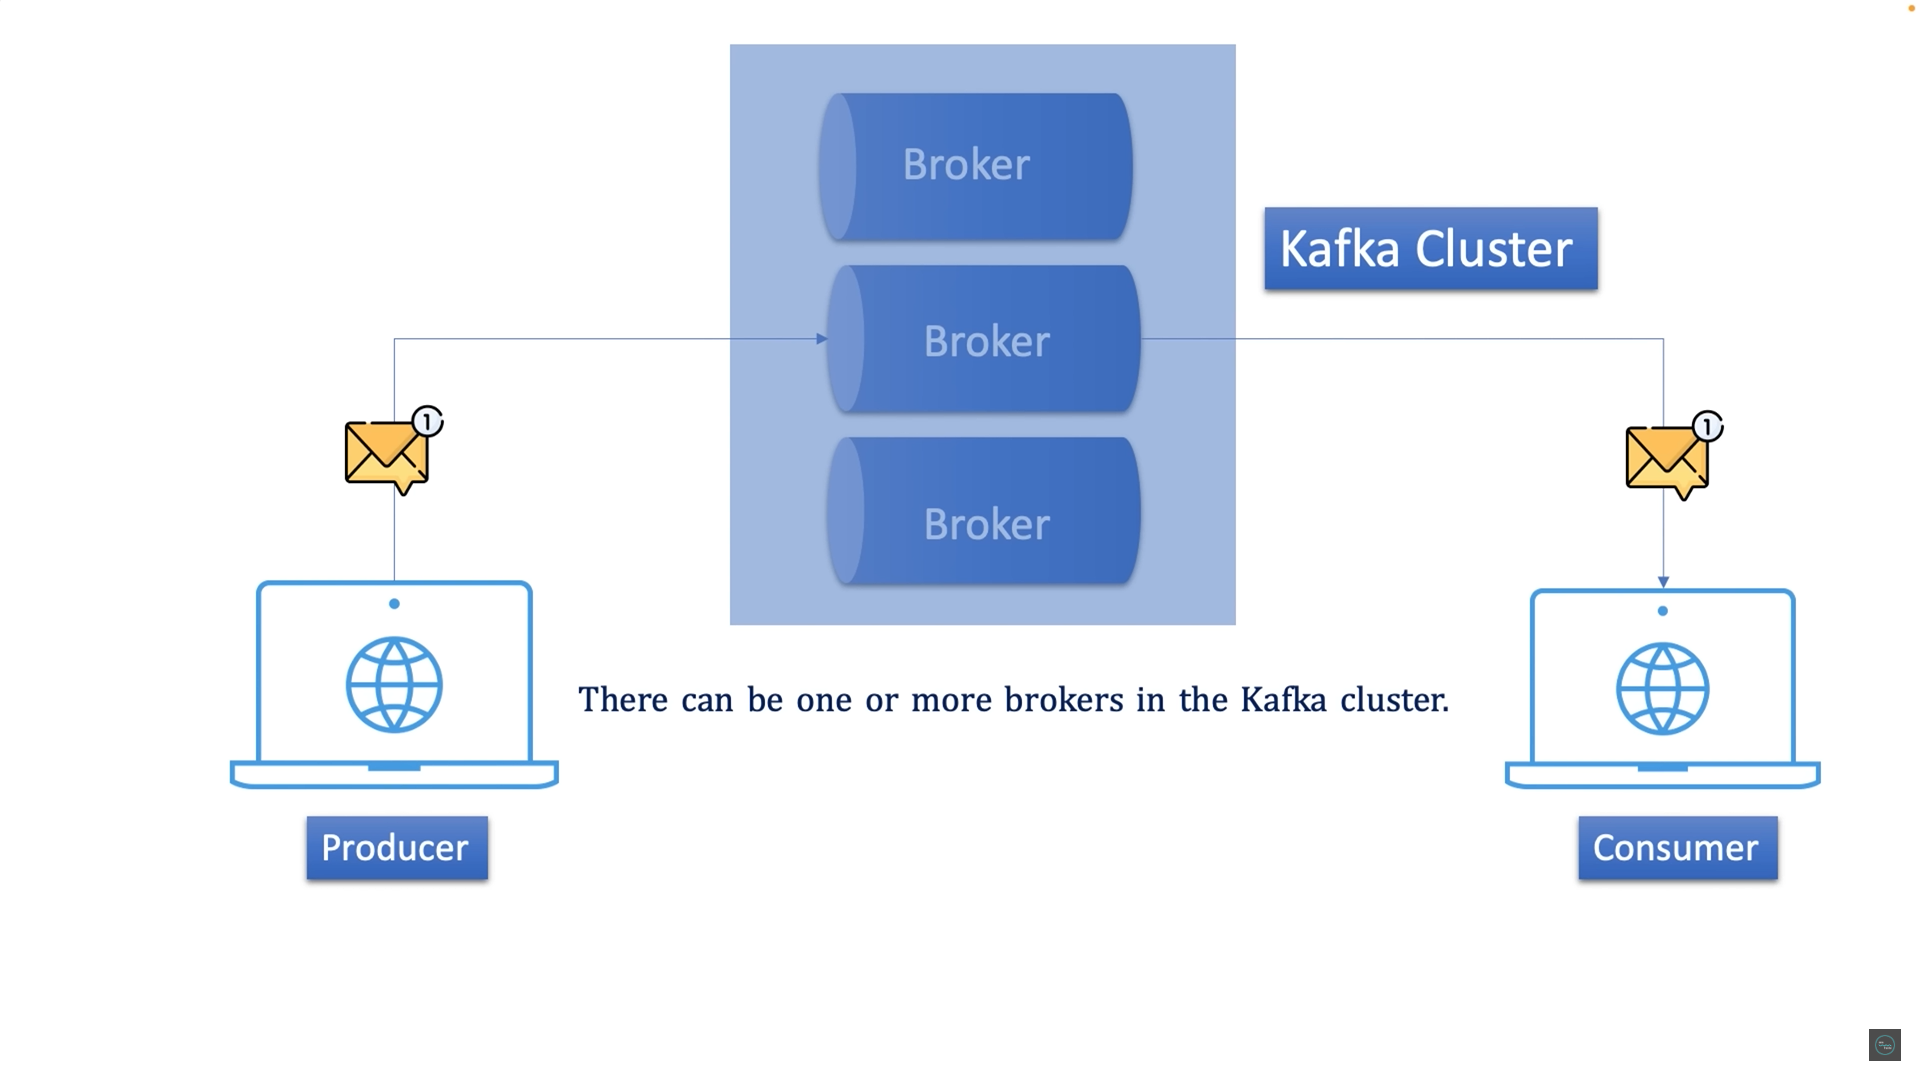 Broker
Kafka Cluster
Broker
1
1
Broker
There can be one or more brokers in the Kafka cluster.
Producer
Consumer